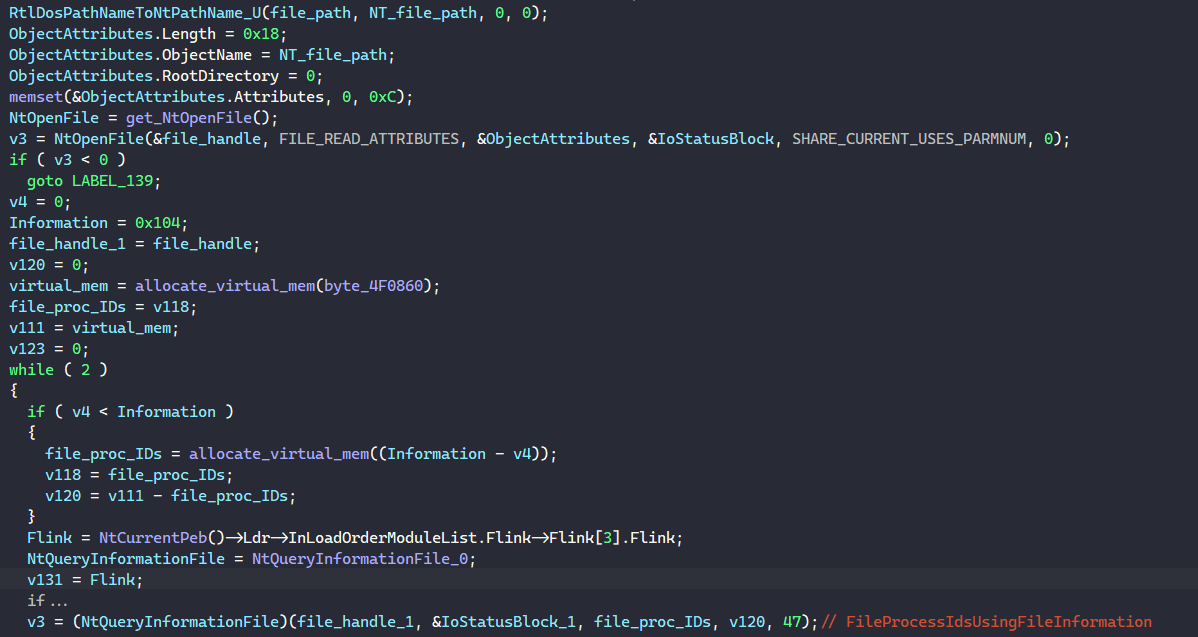 RtlDosPathNameToNtPathName_U(file_path, NT_file_path, 0, 0);
ObjectAttributes.Length = 0x18;
ObjectAttributes.ObjectName = NT_file_path;
ObjectAttributes.RootDirectory = 0;
memset(&ObjectAttributes.Attributes, 0, 0xC);
NtOpenFile = get_NtOpenFile();
v3 = NtOpenFile(&file_handle, FILE_READ_ATTRIBUTES, &ObjectAttributes, &IoStatusBlock, SHARE_CURRENT_USES_PARMNUM, 0);
if ( v3 < 0 )
  goto LABEL_139;
v4 = 0;
Information = 0x104;
file_handle_1 = file_handle;
v120 = 0;
virtual_mem = allocate_virtual_mem(byte_4F0860);
file_proc_IDs = v118;
v111 = virtual_mem;
v123 = 0;
while ( 2 )
{
  if ( v4 < Information )
  {
    file_proc_IDs = allocate_virtual_mem((Information - v4));
    v118 = file_proc_IDs;
    v120 = v111 - file_proc_IDs;
  }
  Flink = NtCurrentPeb()->Ldr->InLoadOrderModuleList.Flink->Flink[3].Flink;
  NtQueryInformationFile = NtQueryInformationFile_0;
  v131 = Flink;
  if ...
  v3 = (NtQueryInformationFile)(file_handle_1, &IoStatusBlock_1, file_proc_IDs, v120, 47);// FileProcessIdsUsingFileInformation